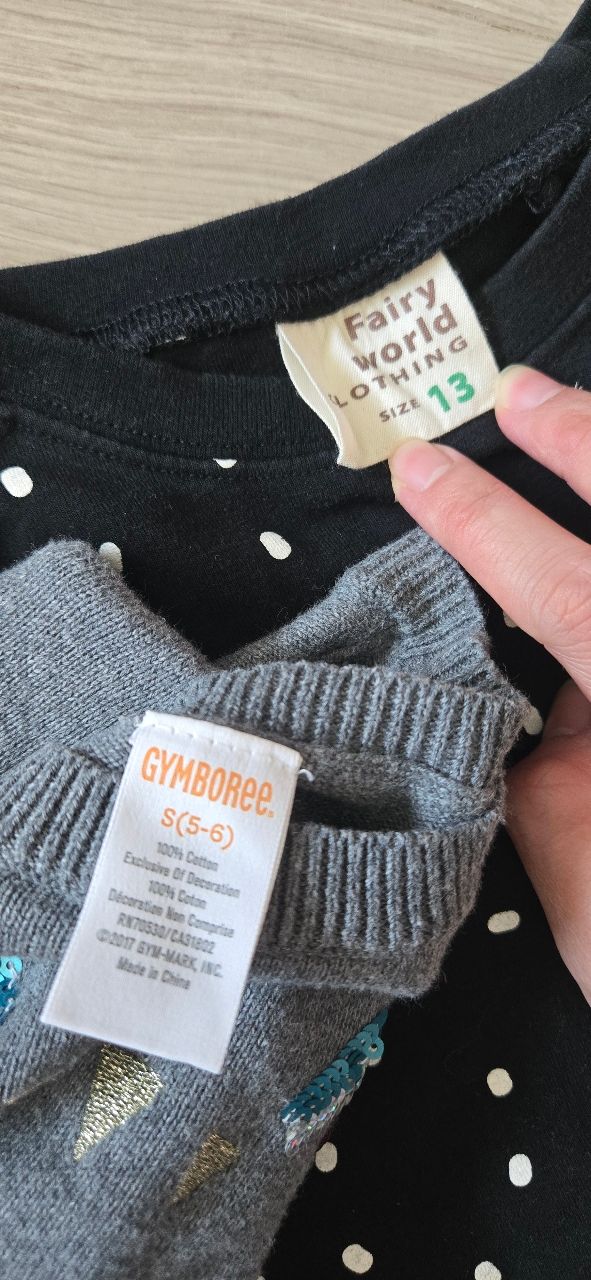 Fairy
world
CLOTHING
SIZE 13
GYMBOREE
S(5-6)
100% Cotton
Exclusive Of Decoration
100% Coton
Décoration Non Comprise
RN70530/CA31602
©2017 GYM-MARK, INC.
Made in China